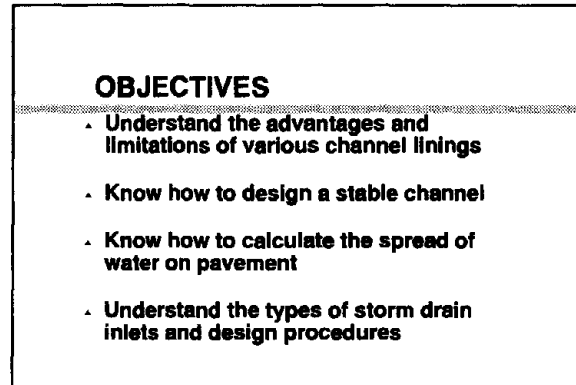 OBJECTIVES
▴ Understand the advantages and
limitations of various channel linings
▴ Know how to design a stable channel
▴ Know how to calculate the spread of
water on pavement
▴ Understand the types of storm drain
inlets and design procedures